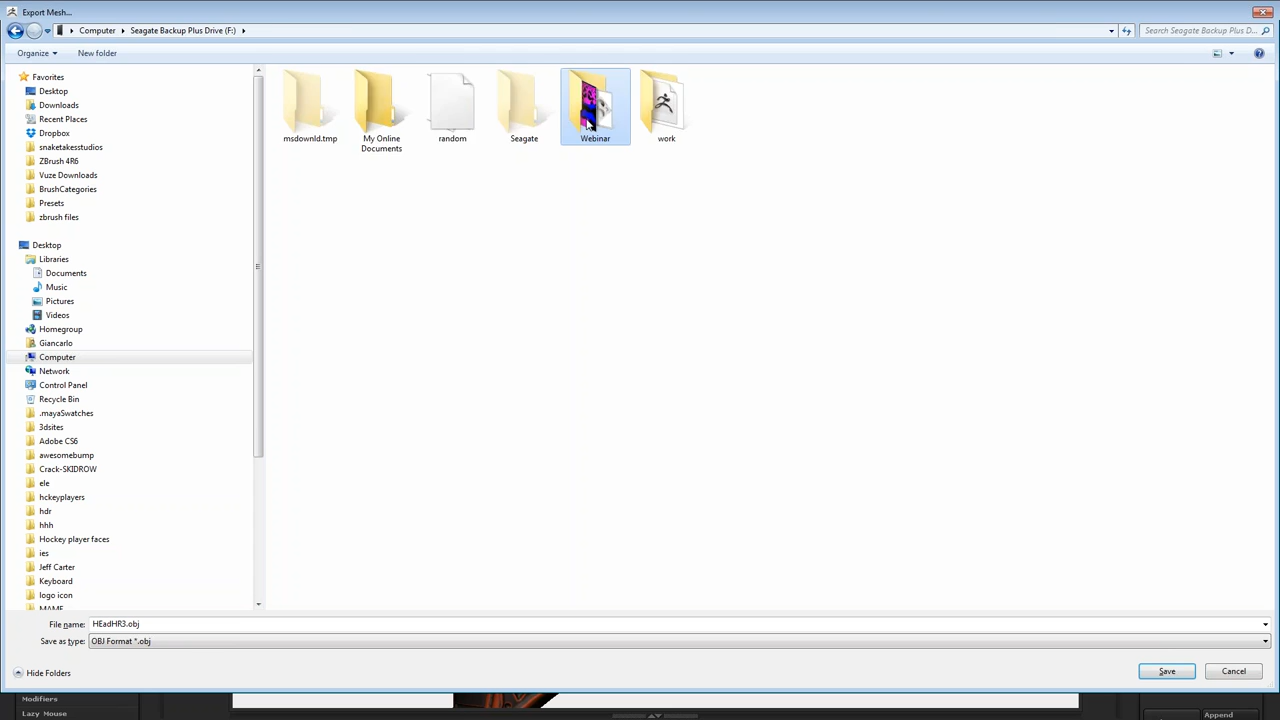 Export Mesh...
Computer Seagate Backup Plus Drive (F:)
Search Seagate Backup Plus D...
Organize
New folder
Favorites
Desktop
Downloads
Recent Places
Dropbox
snaketakesstudios
ZBrush 4R6
Vuze Downloads
BrushCategories
Presets
zbrush files
Desktop
Libraries
Documents
Music
Pictures
Videos
Homegroup
Giancarlo
Computer
Network
Control Panel
Recycle Bin
.mayaSwatches
3dsites
Adobe CS6
awesomebump
Crack-SKIDROW
ele
hckeyplayers
hdr
hhh
Hockey player faces
ies
Jeff Carter
Keyboard
logo icon
MAME
msdownld.tmp
My Online
Documents
random
Seagate
Webinar
work
File name: HEadHR3.obj
Save as type: OBJ Format *.obj
Hide Folders
Save
Cancel
Modifiers
Lazy Mouse
Append